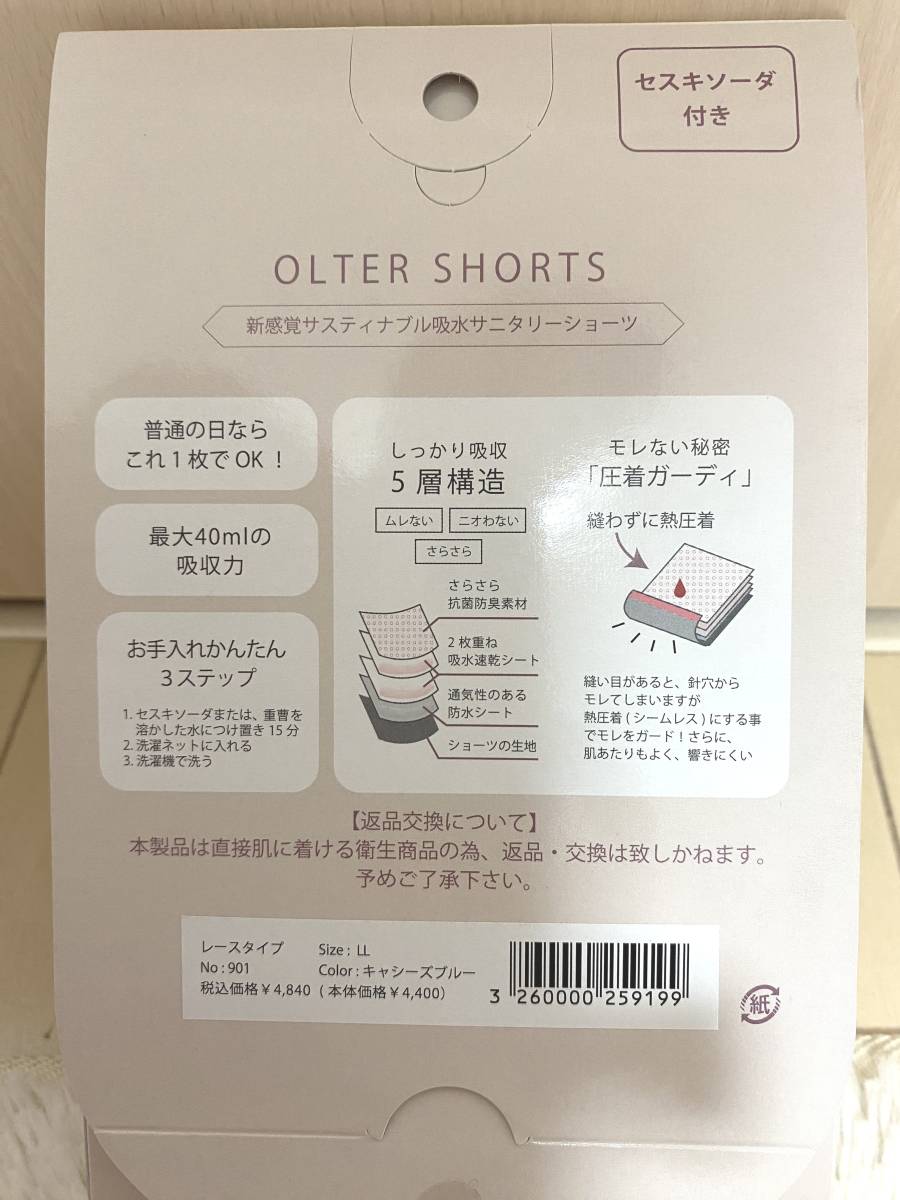 セスキソーダ
付き
OLTER SHORTS
新感覚サスティナブル吸水サニタリーショーツ
普通の日なら
これ1枚でOK！
最大40mlの
吸収力
お手入れかんたん
3ステップ
1. セスキソーダまたは、重曹を
溶かした水につけ置き15分
2. 洗濯ネットに入れる
3. 洗濯機で洗う
しっかり吸収
5層構造
ムレない
ニオわない
さらさら
さらさら
抗菌防臭素材
2枚重ね
吸水速乾シート
通気性のある
防水シート
ショーツの生地
モレない秘密
「圧着ガーディ」
縫わずに熱圧着
縫い目があると、針穴から
モレてしまいますが
熱圧着(シームレス)にする事
でモレをガード！さらに、
肌あたりもよく、響きにくい
【返品交換について】
本製品は直接肌に着ける衛生商品の為、返品・交換は致しかねます。
予めご了承下さい。
レースタイプ Size : LL
No : 901 Color : キャシーズブルー
税込価格￥4,840 (本体価格￥4,400)
3 260000 259199
紙